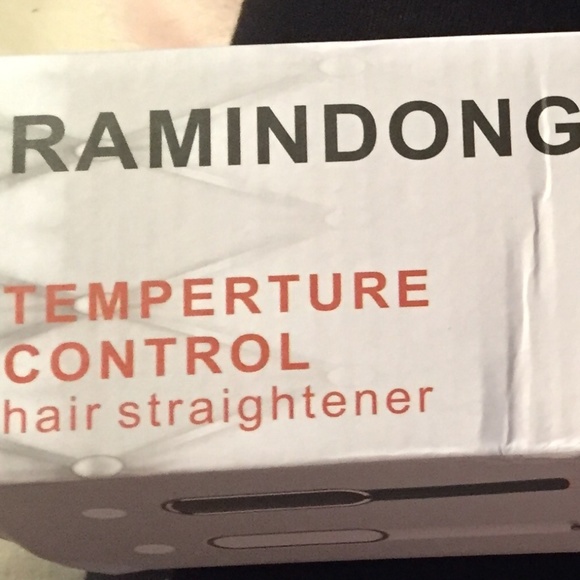 RAMINDONG
TEMPERTURE
CONTROL
hair straightener